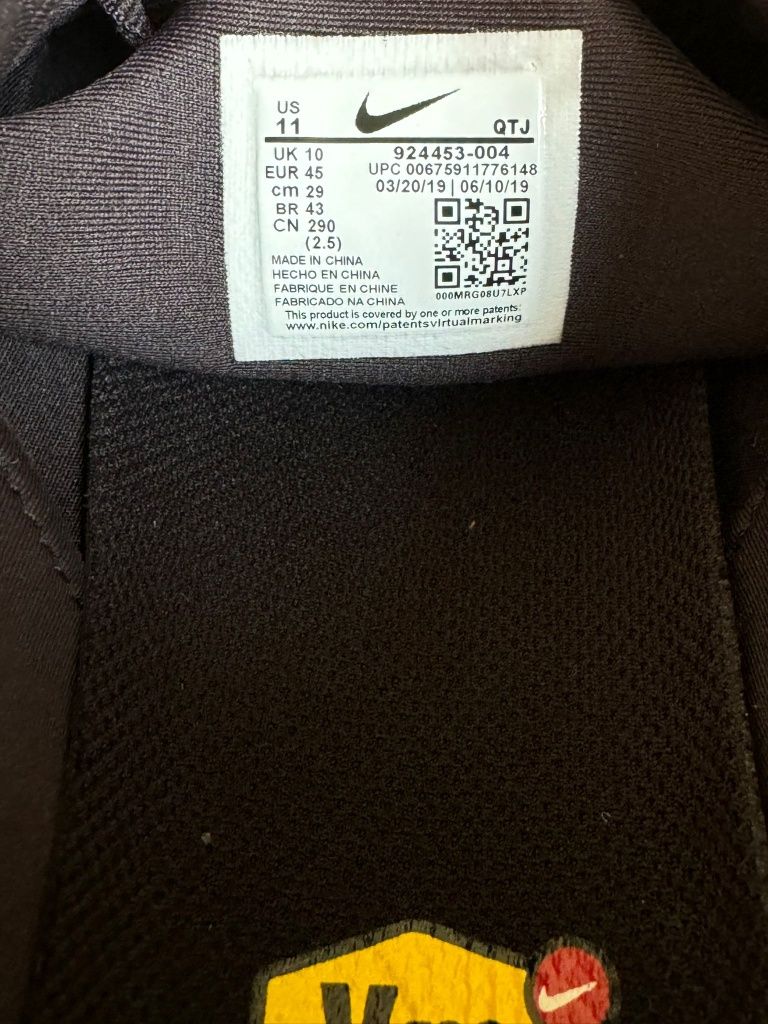 US
11
QTJ
UK 10
924453-004
EUR 45
UPC 00675911776148
cm 29
03/20/19 | 06/10/19
BR 43
CN 290
(2.5)
000MRG08U7LXP
MADE IN CHINA
HECHO EN CHINA
FABRIQUE EN CHINE
FABRICADO NA CHINA
This product is covered by one or more patents:
www.nike.com/patentsvirtualmarking